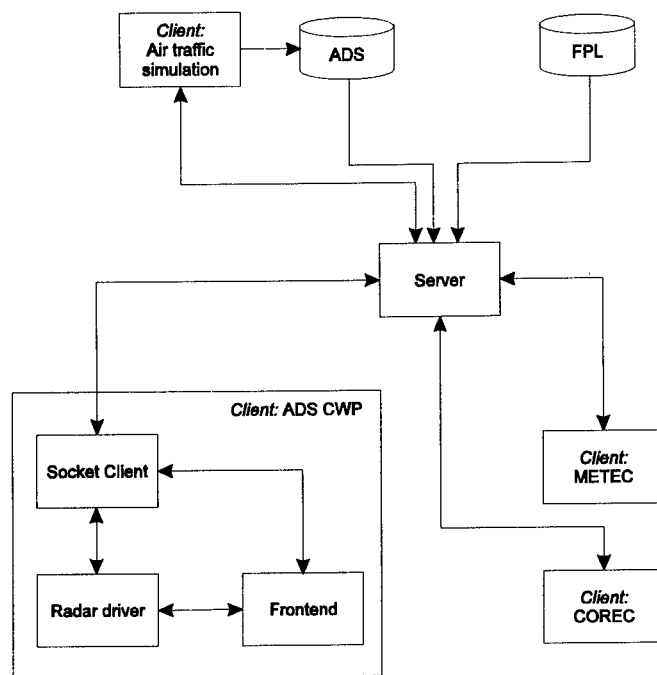 Client:
Air traffic
simulation
ADS
FPL
Server
Client: ADS CWP
Socket Client
Radar driver
Frontend
Client:
METEC
Client:
COREC